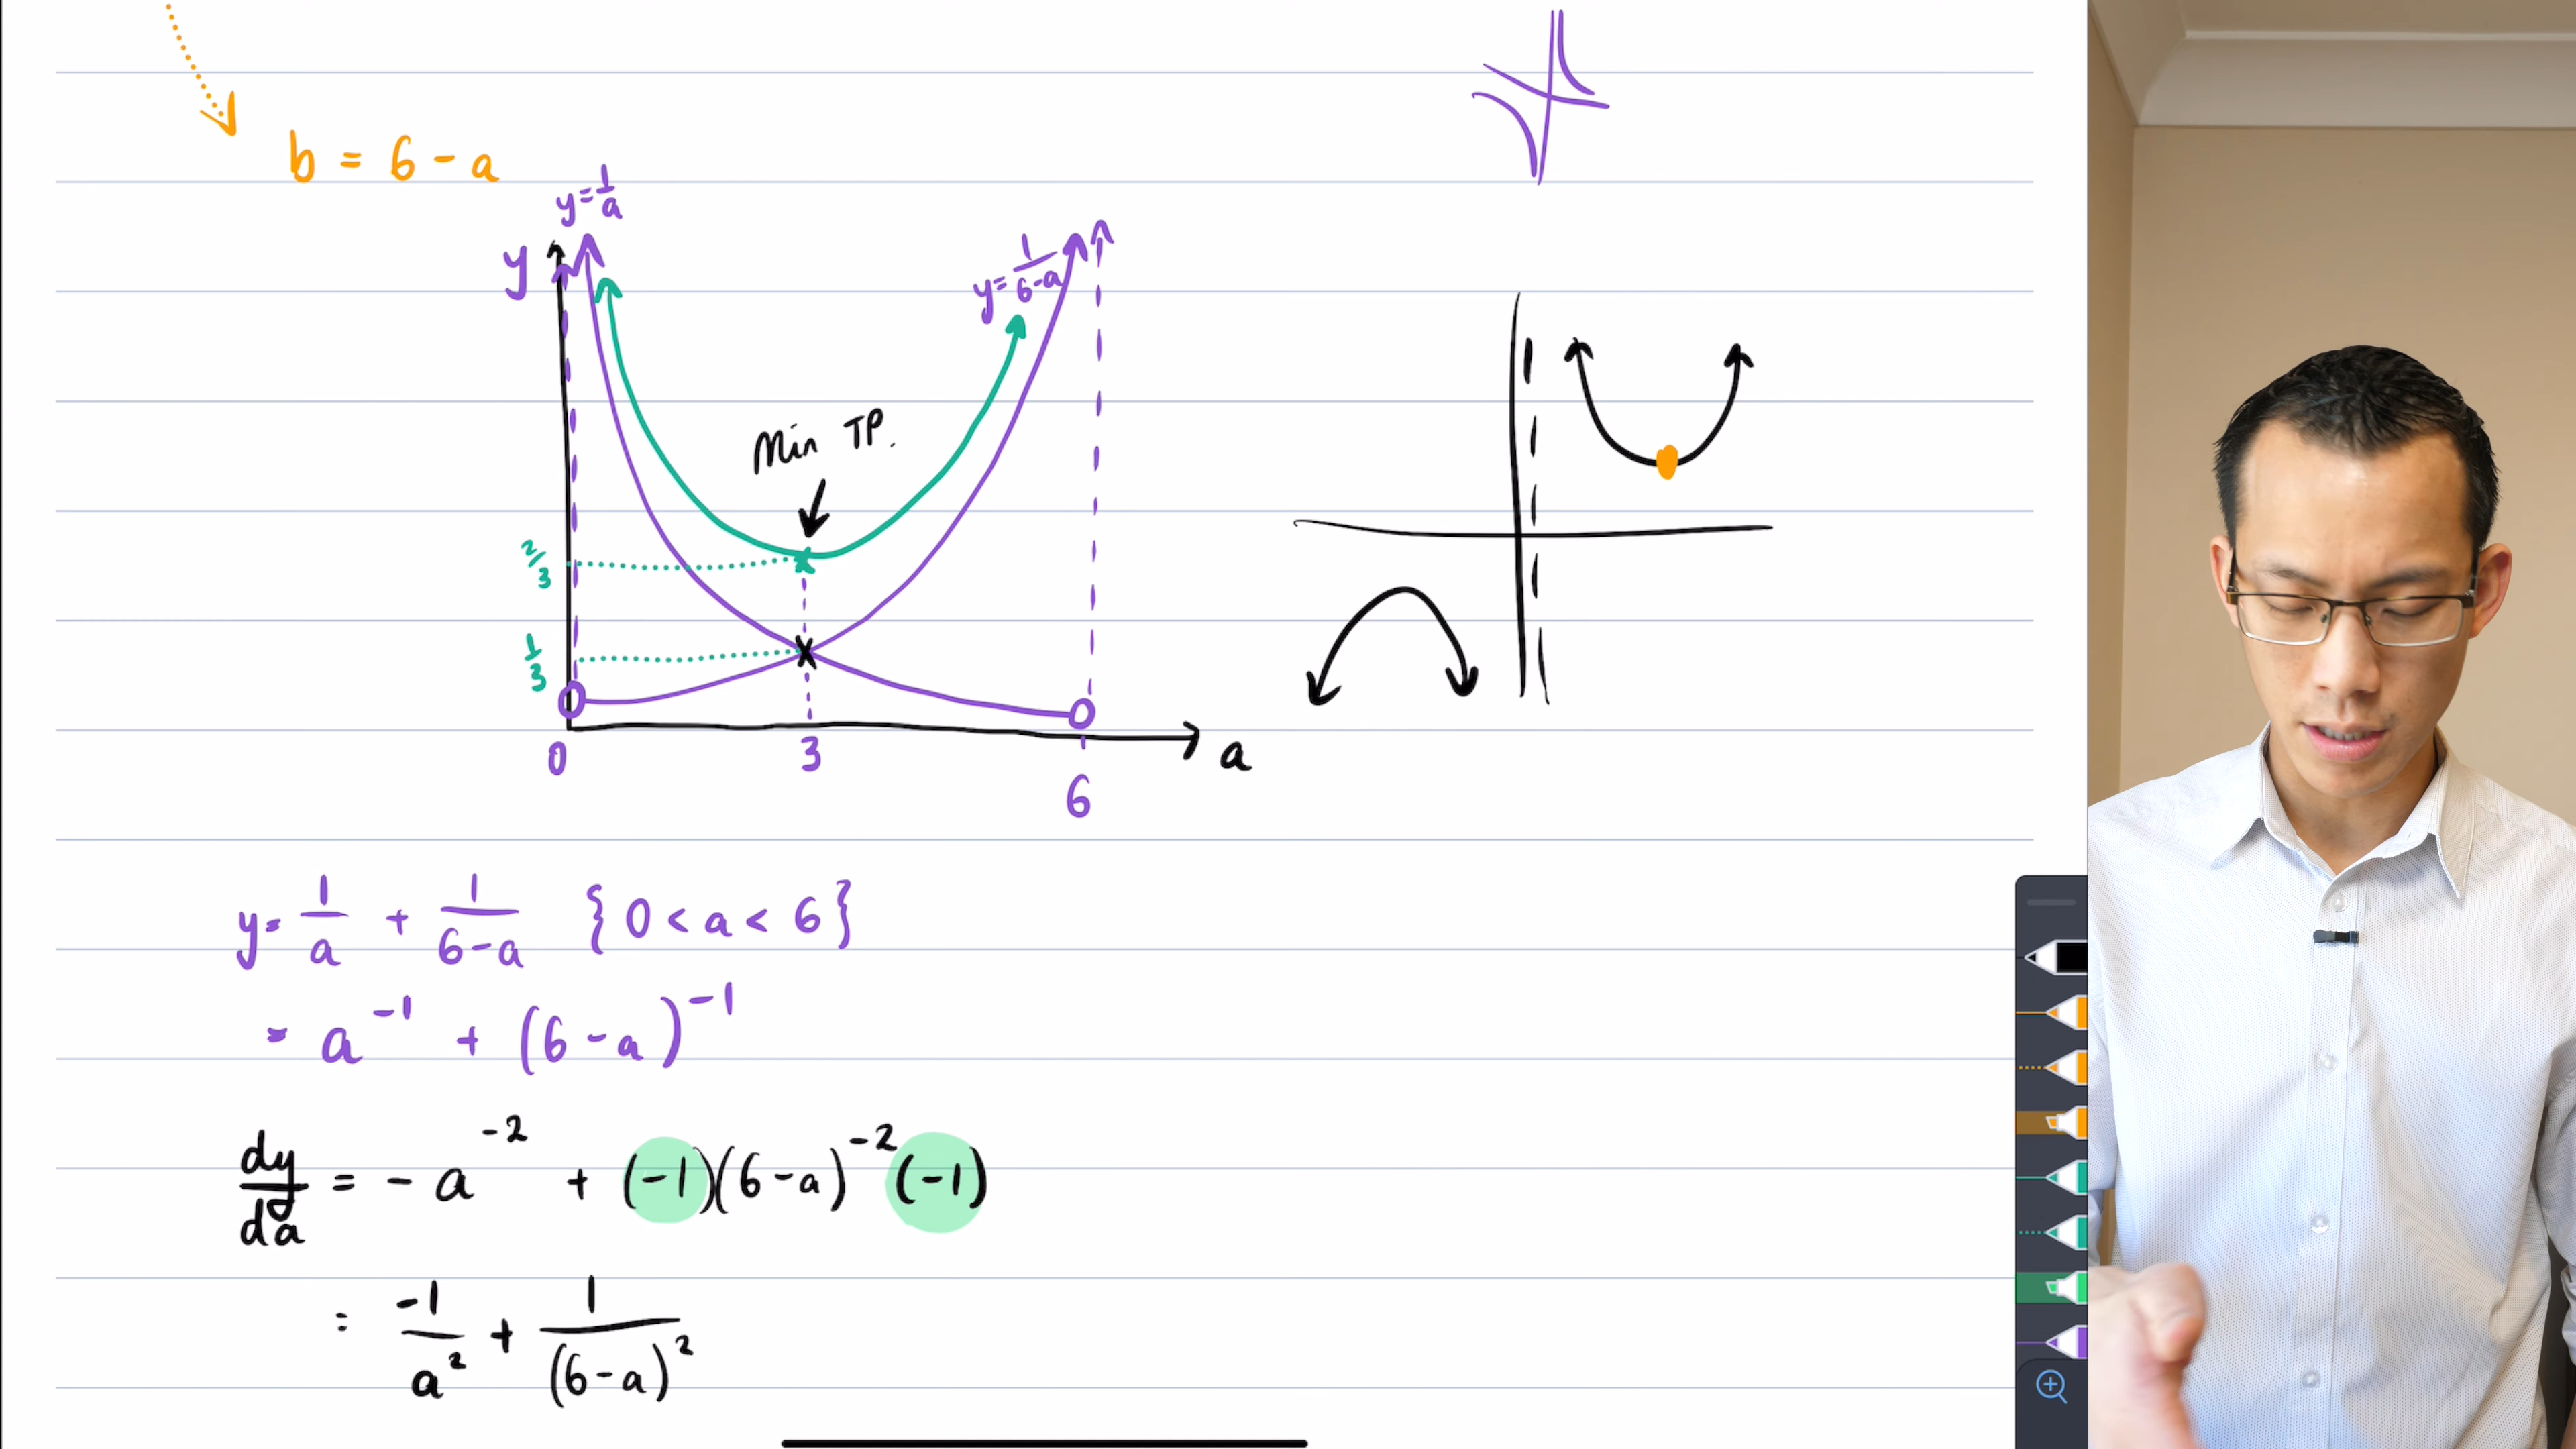 b = 6 - a
y = 1/a
y
y = 1/(6-a)
Min TP.
2/3
1/3
0
3
6
a
y = 1/a + 1/(6-a) {0 < a < 6}
= a^-1 + (6-a)^-1
dy/da = -a^-2 + (-1)(6-a)^-2(-1)
= -1/a^2 + 1/(6-a)^2